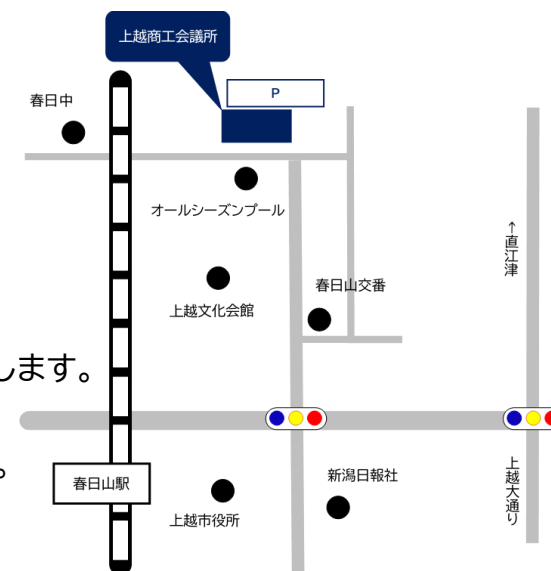 上越商工会議所
P
春日中
オールシーズンプール
↑直江津
春日山交番
上越文化会館
します。
。
春日山駅
新潟日報社
上越大通り
上越市役所